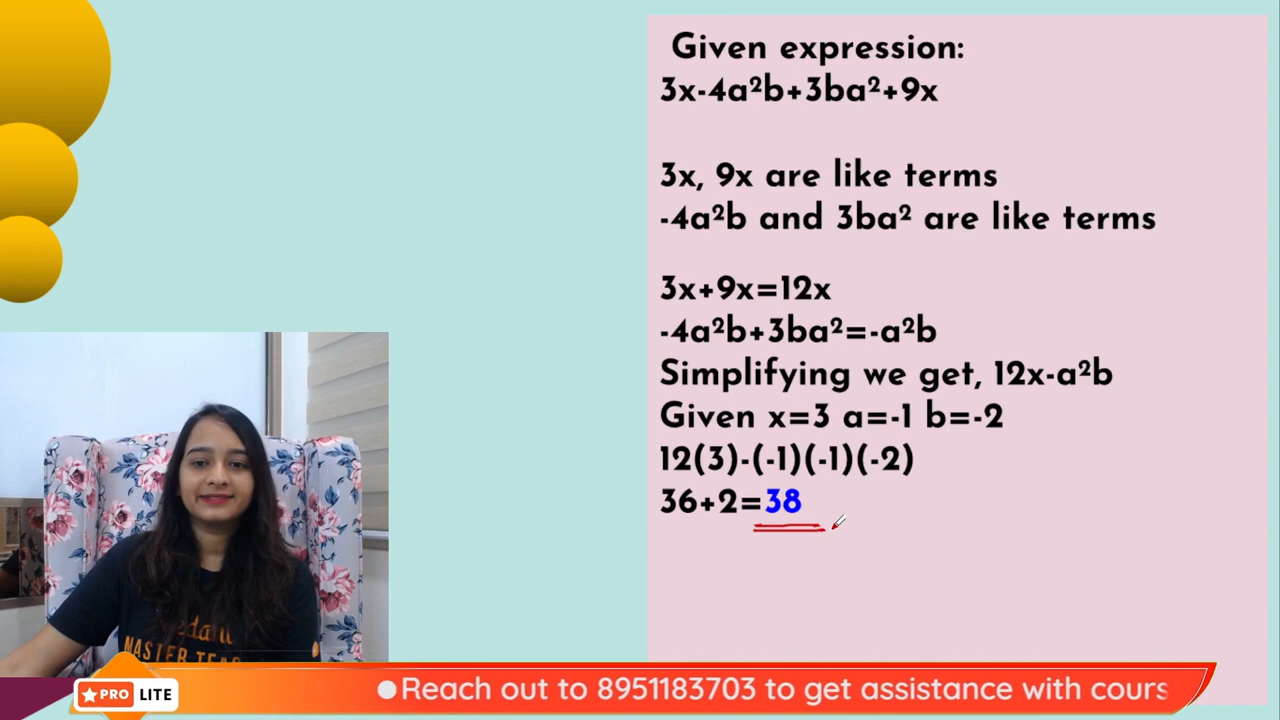 Given expression:
3x-4a²b+3ba²+9x
3x, 9x are like terms
-4a²b and 3ba² are like terms
3x+9x=12x
-4a²b+3ba²=-a²b
Simplifying we get, 12x-a²b
Given x=3 a=-1 b=-2
12(3)-(-1)(-1)(-2)
36+2=38
MASTER
PRO LITE
Reach out to 8951183703 to get assistance with cours